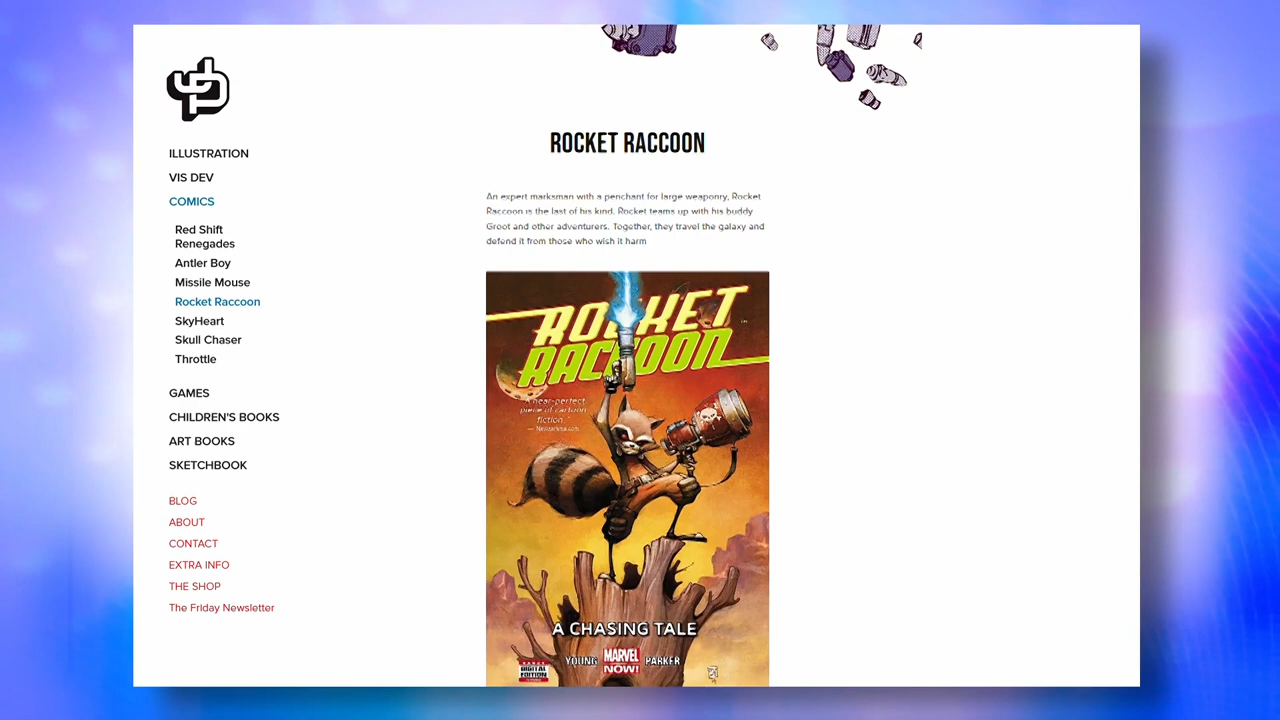 ILLUSTRATION
VIS DEV
COMICS
Red Shift
Renegades
Antler Boy
Missile Mouse
Rocket Raccoon
SkyHeart
Skull Chaser
Throttle
GAMES
CHILDREN'S BOOKS
ART BOOKS
SKETCHBOOK
BLOG
ABOUT
CONTACT
EXTRA INFO
THE SHOP
The Friday Newsletter
ROCKET RACCOON
An expert marksman with a penchant for large weaponry, Rocket
Raccoon is the last of his kind. Rocket teams up with his buddy
Groot and other adventurers. Together, they travel the galaxy and
defend it from those who wish it harm
ROCKET
RACCOON
"A near-perfect
piece of cartoon
fiction."
— Newsarama.com
A CHASING TALE
YOUNG MARVEL NOW! PARKER
DIGITAL
EDITION